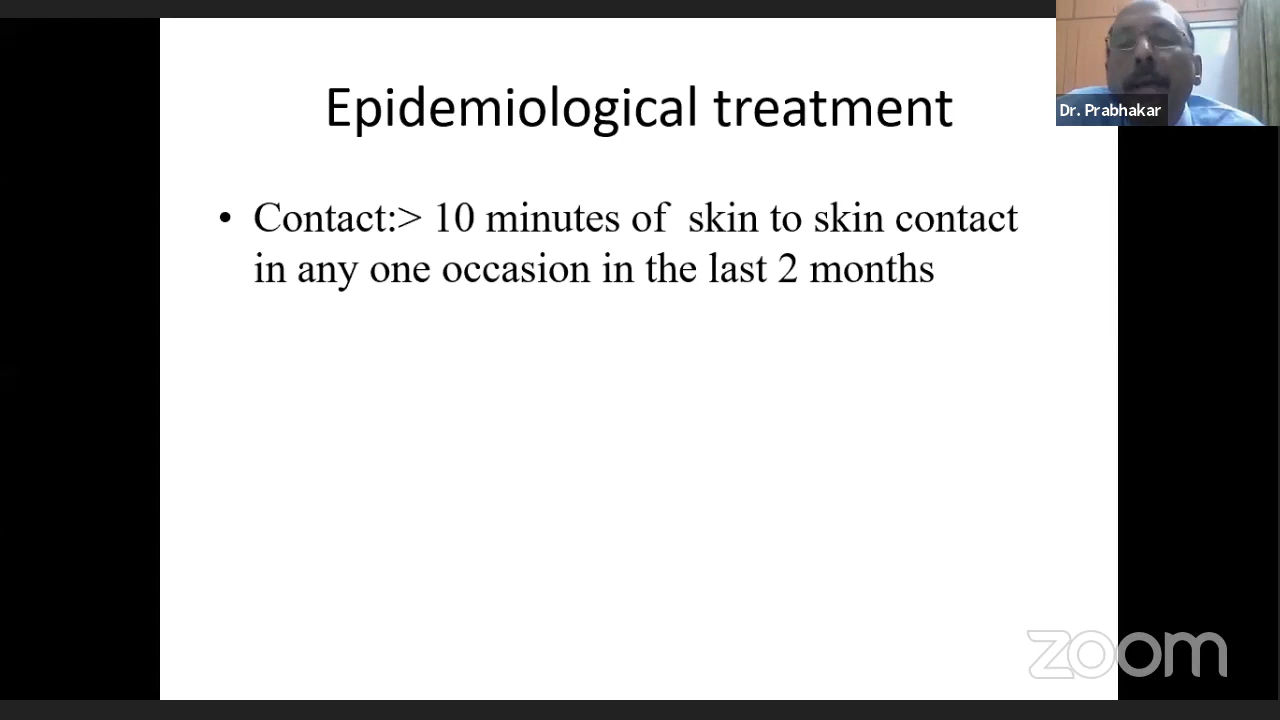 Epidemiological treatment
Dr. Prabhakar
• Contact:> 10 minutes of  skin to skin contact
in any one occasion in the last 2 months
zoom